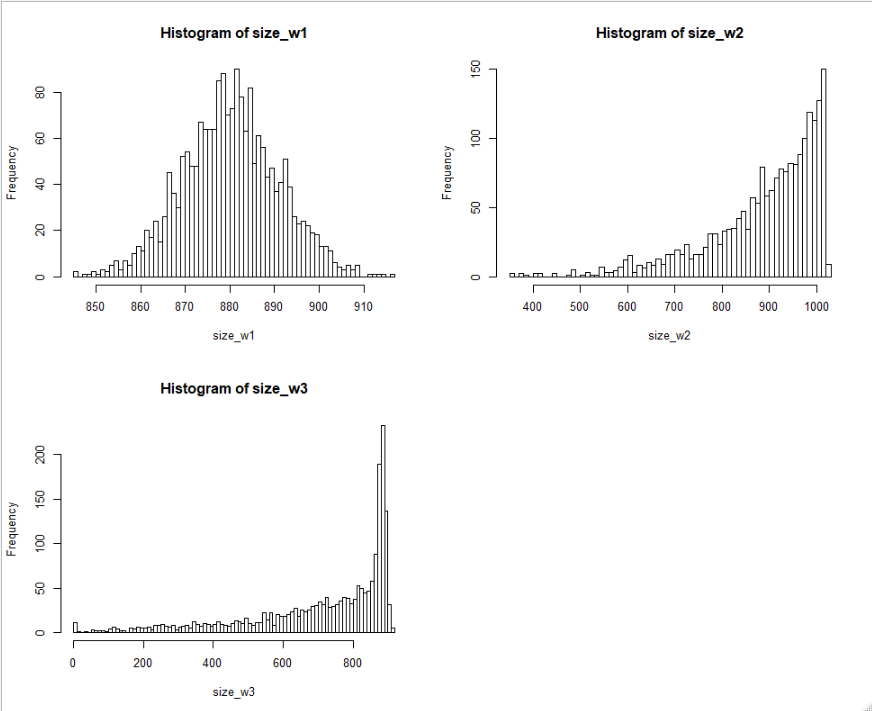 Histogram of size_w1
Frequency
0 20 40 60 80
850 860 870 880 890 900 910
size_w1
Histogram of size_w2
Frequency
0 50 100 150
400 500 600 700 800 900 1000
size_w2
Histogram of size_w3
Frequency
0 50 100 150 200
0 200 400 600 800
size_w3